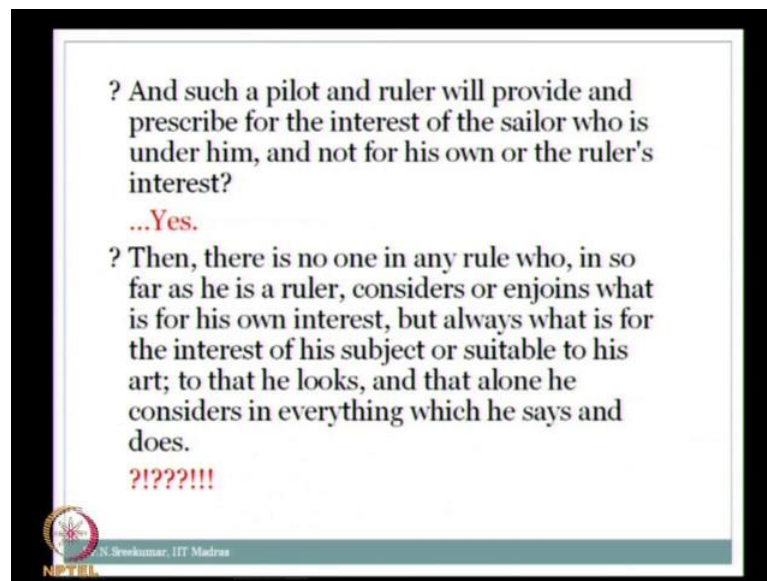 ? And such a pilot and ruler will provide and
prescribe for the interest of the sailor who is
under him, and not for his own or the ruler's
interest?
...Yes.
? Then, there is no one in any rule who, in so
far as he is a ruler, considers or enjoins what
is for his own interest, but always what is for
the interest of his subject or suitable to his
art; to that he looks, and that alone he
considers in everything which he says and
does.
?!???!!!
N.Sreekumar, IIT Madras
NPTEL